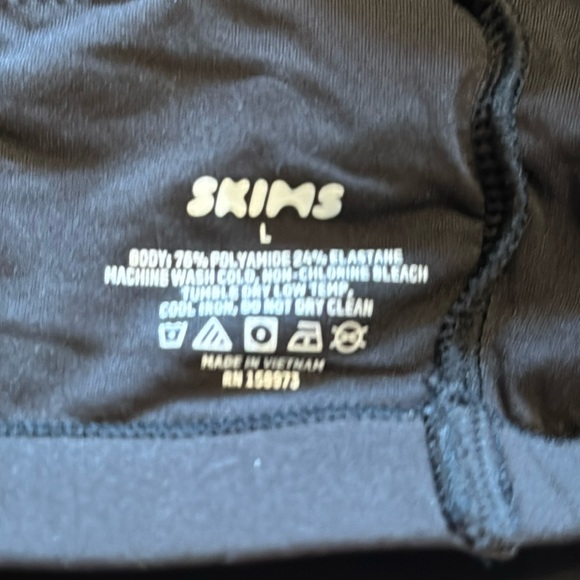 SKIMS
L
BODY: 76% POLYAMIDE 24% ELASTANE
MACHINE WASH COLD, NON-CHLORINE BLEACH
TUMBLE DRY LOW TEMP,
COOL IRON, DO NOT DRY CLEAN
MADE IN VIETNAM
RN 158973